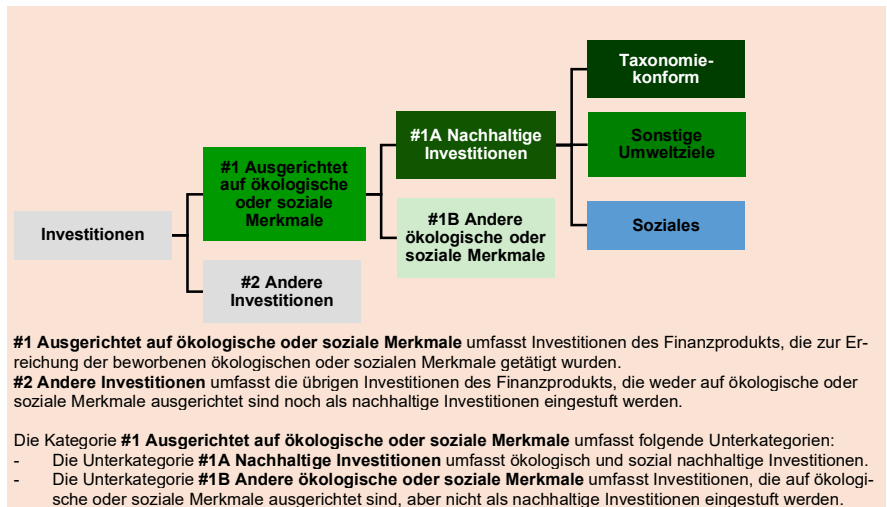 Taxonomie-
konform
#1A Nachhaltige
Investitionen
Sonstige
Umweltziele
#1 Ausgerichtet
auf ökologische
oder soziale
Merkmale
#1B Andere
ökologische oder
soziale Merkmale
Soziales
Investitionen
#2 Andere
Investitionen
#1 Ausgerichtet auf ökologische oder soziale Merkmale umfasst Investitionen des Finanzprodukts, die zur Er-
reichung der beworbenen ökologischen oder sozialen Merkmale getätigt wurden.
#2 Andere Investitionen umfasst die übrigen Investitionen des Finanzprodukts, die weder auf ökologische oder
soziale Merkmale ausgerichtet sind noch als nachhaltige Investitionen eingestuft werden.
Die Kategorie #1 Ausgerichtet auf ökologische oder soziale Merkmale umfasst folgende Unterkategorien:
- Die Unterkategorie #1A Nachhaltige Investitionen umfasst ökologisch und sozial nachhaltige Investitionen.
- Die Unterkategorie #1B Andere ökologische oder soziale Merkmale umfasst Investitionen, die auf ökologi-
sche oder soziale Merkmale ausgerichtet sind, aber nicht als nachhaltige Investitionen eingestuft werden.